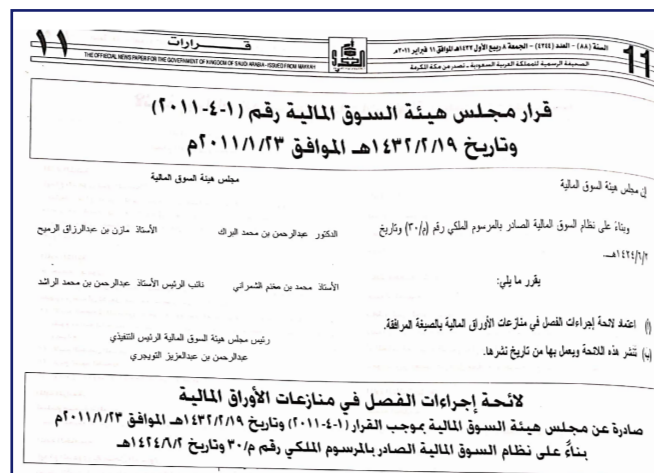 11
السنة (٨٨) - العدد (٤٣٤٤) - الجمعة ٨ ربيع الأول ١٤٣٢هـ الموافق ١١ فبراير ٢٠١١م
الصحيفة الرسمية للمملكة العربية السعودية - تصدر من مكة المكرمة
قـــرارات
THE OFFICIAL NEWS PAPER FOR THE GOVERNMENT OF KINGDOM OF SAUDI ARABIA - ISSUED FROM MAKKAH
١١
قرار مجلس هيئة السوق المالية رقم (١-٤-٢٠١١)
وتاريخ ١٤٣٢/٢/١٩هـ الموافق ٢٠١١/١/٢٣م
إن مجلس هيئة السوق المالية
وبناءً على نظام السوق المالية الصادر بالمرسوم الملكي رقم (م/٣٠) وتاريخ
١٤٢٤/٦/٢هـ.
يقرر ما يلي:
(أ) اعتماد لائحة إجراءات الفصل في منازعات الأوراق المالية بالصيغة المرافقة.
(ب) تُنشر هذه اللائحة ويعمل بها من تاريخ نشرها.
مجلس هيئة السوق المالية
الدكتور عبدالرحمن بن محمد البراك الأستاذ مازن بن عبدالرزاق الرميح
الأستاذ محمد بن مغنم الشمراني نائب الرئيس الأستاذ عبدالرحمن بن محمد الراشد
رئيس مجلس هيئة السوق المالية الرئيس التنفيذي
عبدالرحمن بن عبدالعزيز التويجري
لائحة إجراءات الفصل في منازعات الأوراق المالية
صادرة عن مجلس هيئة السوق المالية بموجب القرار (١-٤-٢٠١١) وتاريخ ١٤٣٢/٢/١٩هـ الموافق ٢٠١١/١/٢٣م
بناءً على نظام السوق المالية الصادر بالمرسوم الملكي رقم م/٣٠ وتاريخ ١٤٢٤/٦/٢هـ